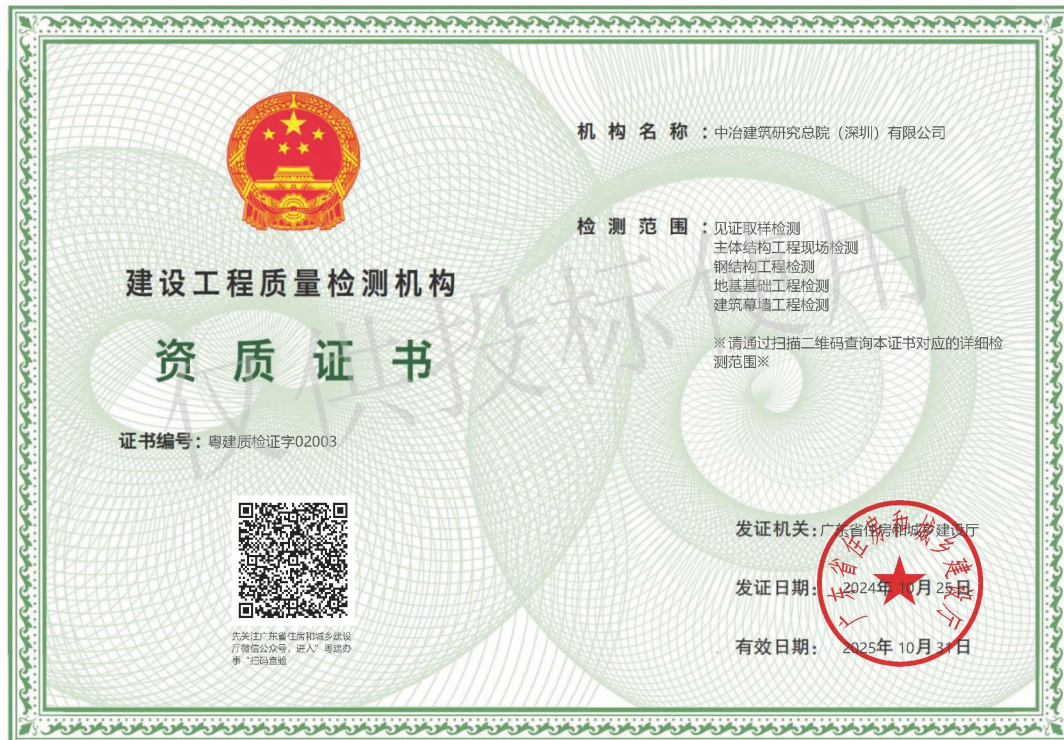 机构名称：中冶建筑研究总院（深圳）有限公司
检测范围：见证取样检测
主体结构工程现场检测
钢结构工程检测
地基基础工程检测
建筑幕墙工程检测
※请通过扫描二维码查询本证书对应的详细检
测范围※
建设工程质量检测机构
资质证书
证书编号：粤建质检证字02003
先关注广东省住房和城乡建设
厅微信公众号，进入"粤建办
事"扫码查验
发证机关：广东省住房和城乡建设厅
发证日期：2024年10月25日
有效日期：2025年10月31日
广东省住房和城乡建设厅
仅供投标使用